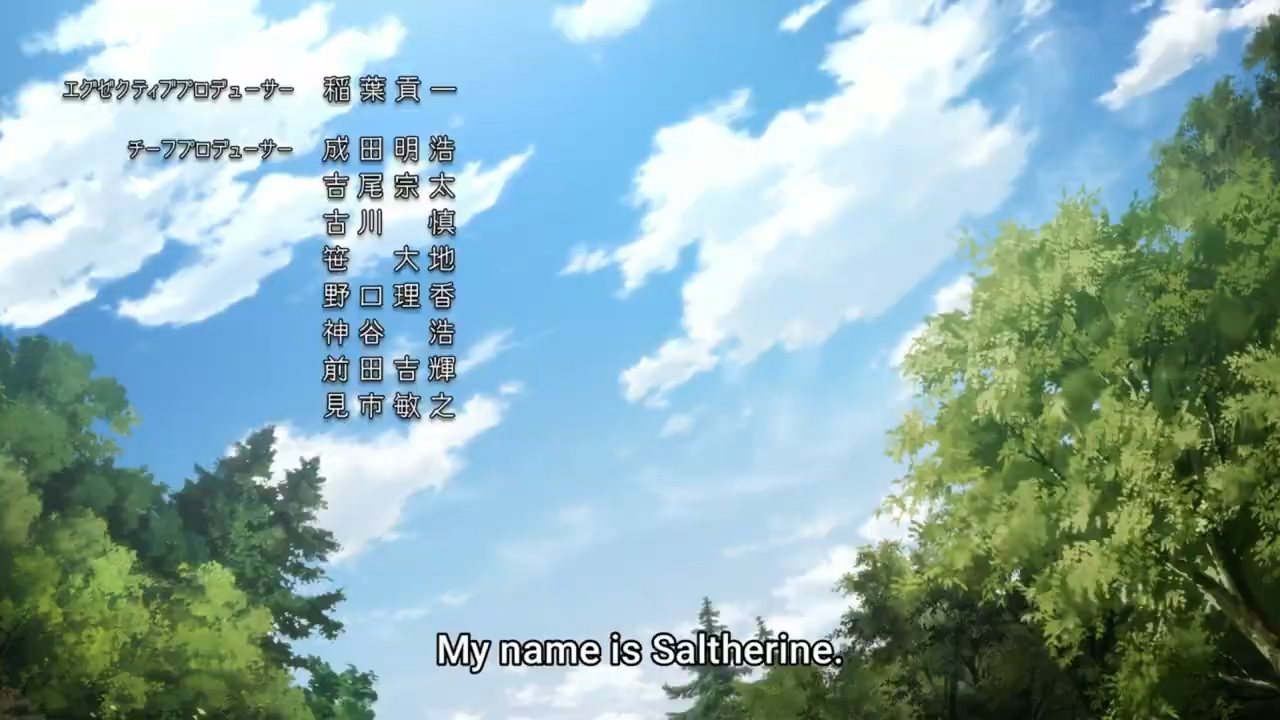 エグゼクティブプロデューサー 稲葉貢一
チーフプロデューサー 成田明浩
吉尾宗太
古川 慎
笹 大地
野口理香
神谷 浩
前田吉輝
見市敏之
My name is Saltherine.